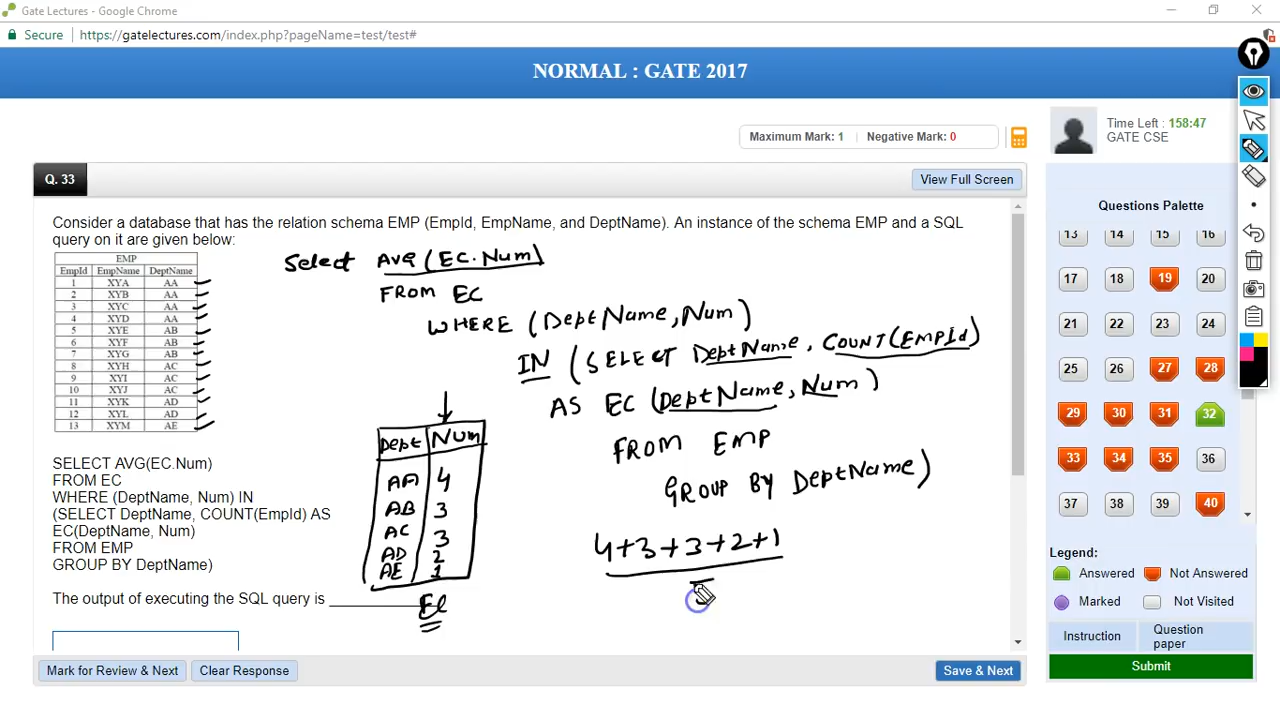 Gate Lectures - Google Chrome
Secure https://gatelectures.com/index.php?pageName=test/test#
NORMAL : GATE 2017
Maximum Mark: 1 | Negative Mark: 0
Time Left : 158:47
GATE CSE
Q. 33
View Full Screen
Consider a database that has the relation schema EMP (EmpId, EmpName, and DeptName). An instance of the schema EMP and a SQL
query on it are given below:
EMP
EmpId EmpName DeptName
1 XYA AA
2 XYB AA
3 XYC AA
4 XYD AA
5 XYE AB
6 XYF AB
7 XYG AB
8 XYH AC
9 XYI AC
10 XYJ AC
11 XYK AD
12 XYL AD
13 XYM AE
SELECT AVG(EC.Num)
FROM EC
WHERE (DeptName, Num) IN
(SELECT DeptName, COUNT(EmpId) AS
EC(DeptName, Num)
FROM EMP
GROUP BY DeptName)
The output of executing the SQL query is
Select AVG (EC.Num)
FROM EC
WHERE (DeptName, Num)
IN (SELECT DeptName, COUNT(EmpId)
AS EC (DeptName, Num)
FROM EMP
GROUP BY DeptName)
Dept Num
AA 4
AB 3
AC 3
AD 2
AE 1
4+3+3+2+1
Mark for Review & Next
Clear Response
Save & Next
Questions Palette
13 14 15 16
17 18 19 20
21 22 23 24
25 26 27 28
29 30 31 32
33 34 35 36
37 38 39 40
Legend:
Answered Not Answered
Marked Not Visited
Instruction
Question
paper
Submit